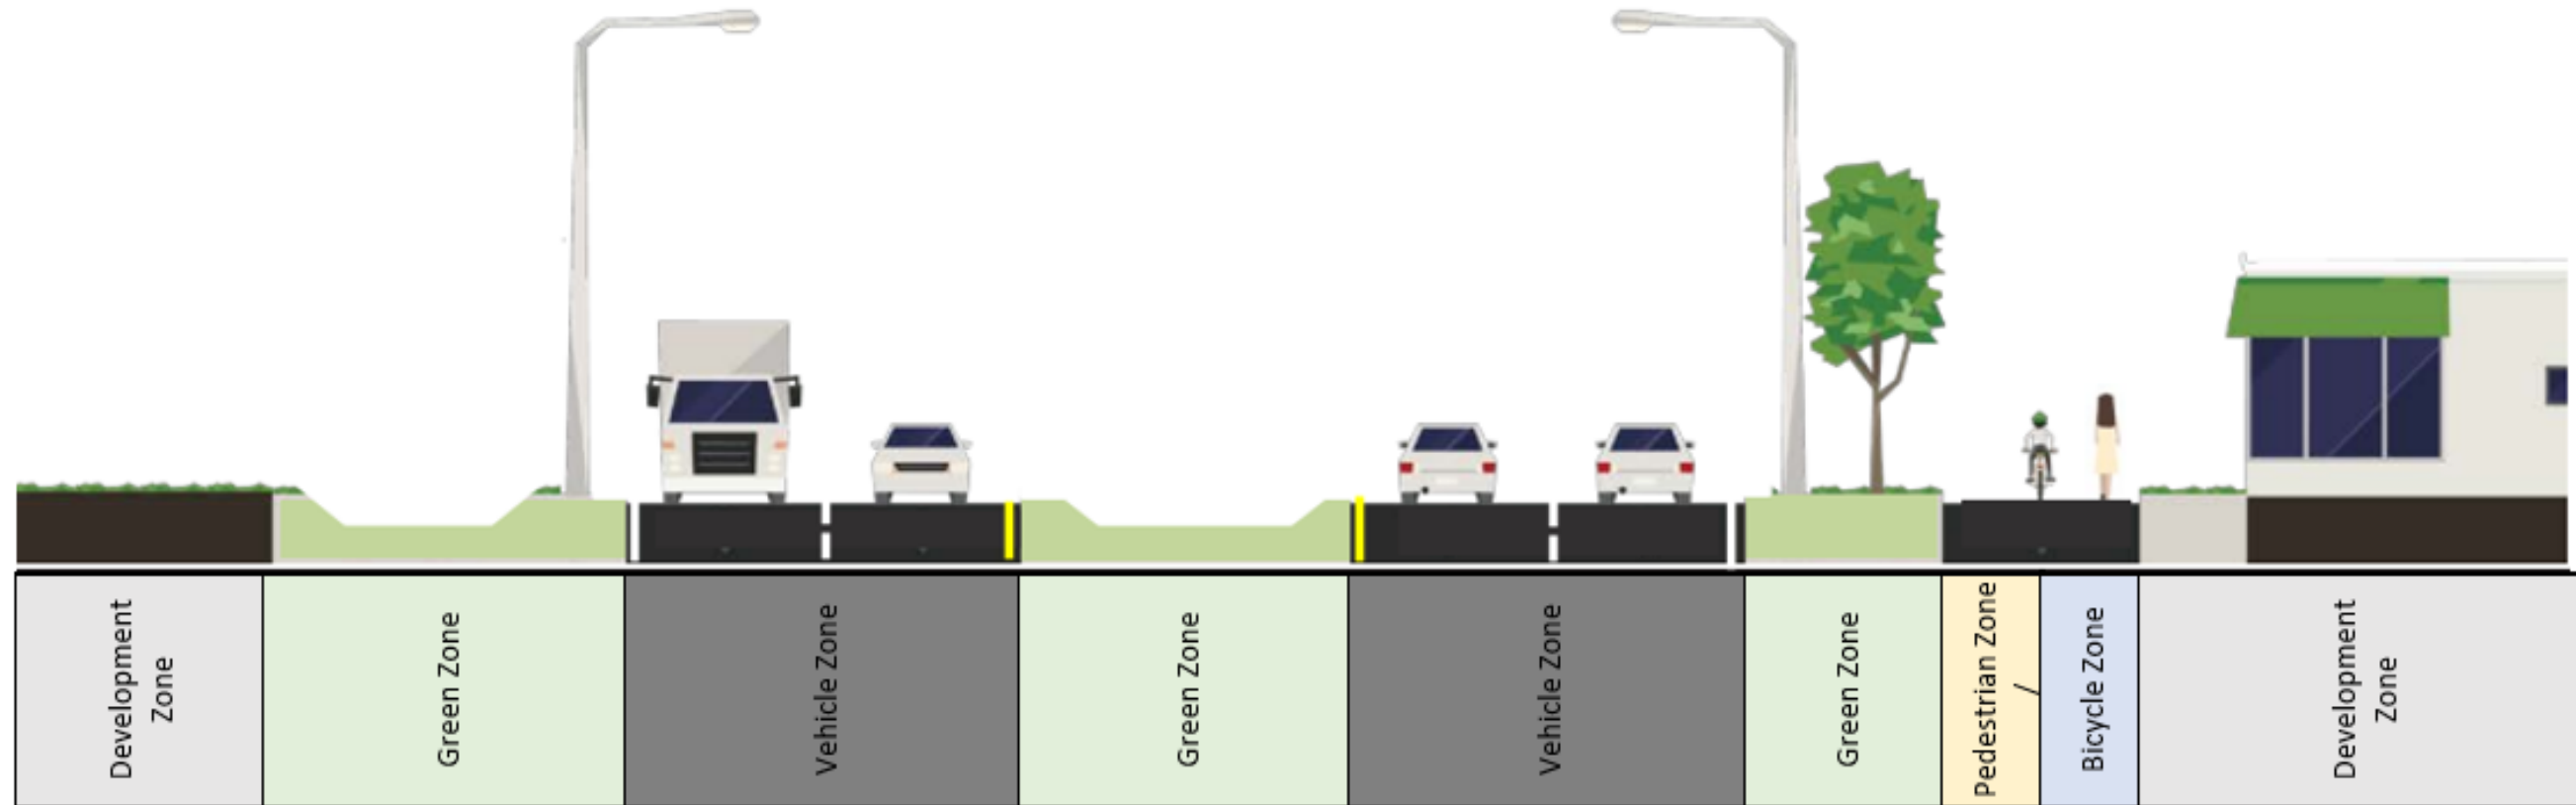 Development
Zone
Green Zone
Vehicle Zone
Green Zone
Vehicle Zone
Green Zone
Pedestrian Zone
/
Bicycle Zone
Development
Zone